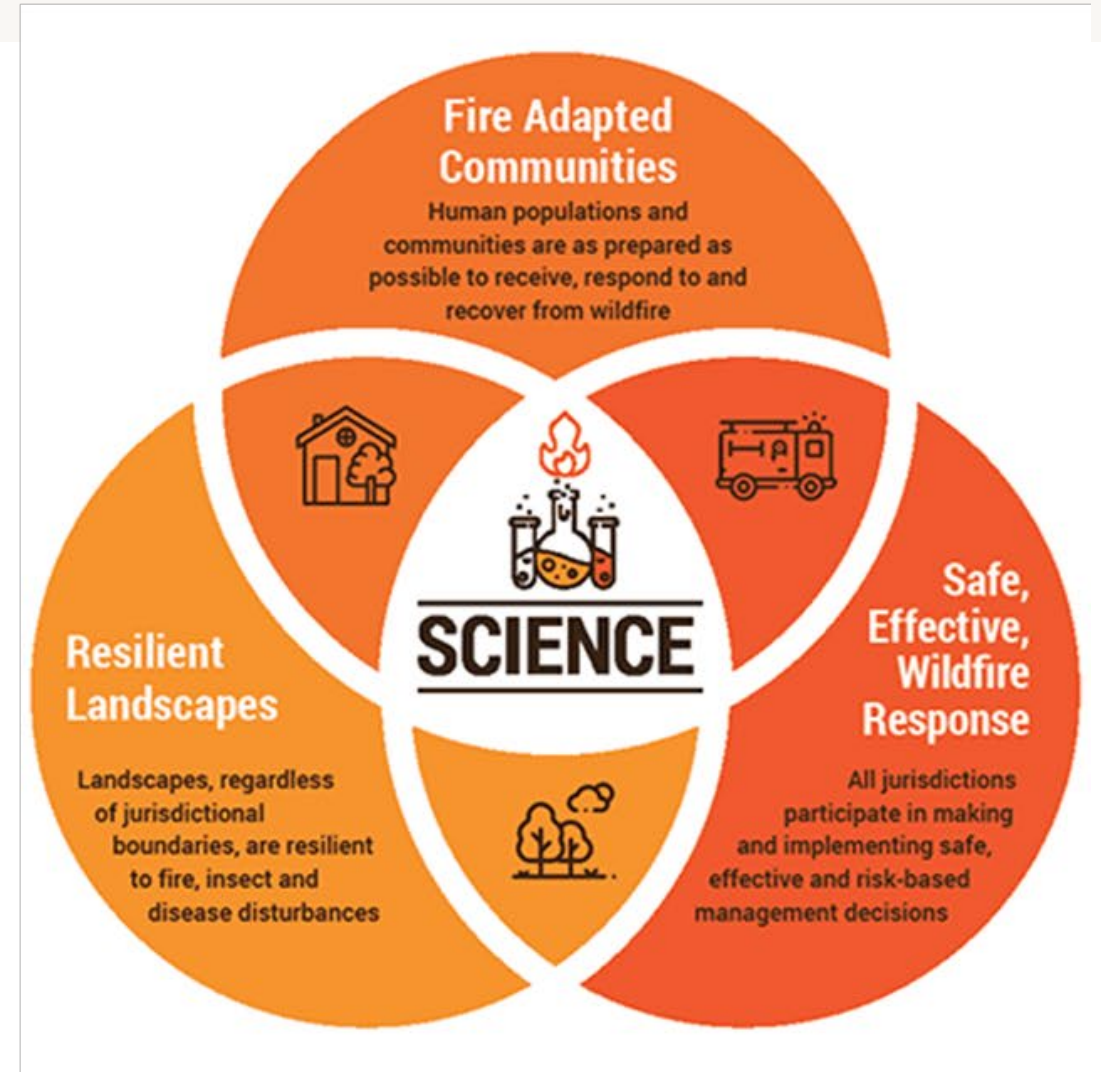 Fire Adapted
Communities
Human populations and
communities are as prepared as
possible to receive, respond to and
recover from wildfire
SCIENCE
Resilient
Landscapes
Landscapes, regardless
of jurisdictional
boundaries, are resilient
to fire, insect and
disease disturbances
Safe,
Effective,
Wildfire
Response
All jurisdictions
participate in making
and implementing safe,
effective and risk-based
management decisions